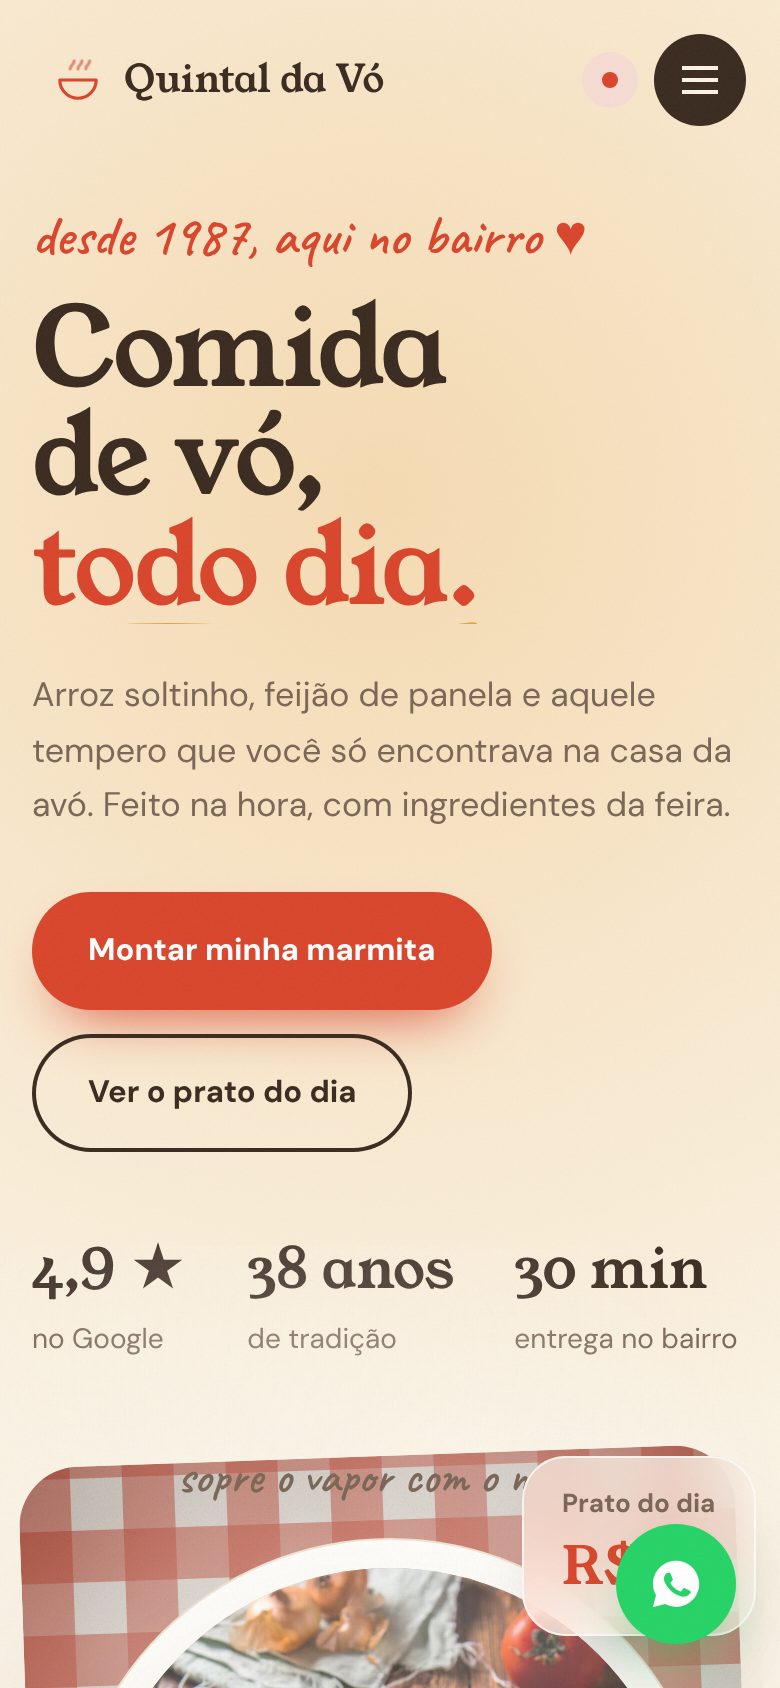 Quintal da Vó
desde 1987, aqui no bairro ♥
Comida
de vó,
todo dia.
Arroz soltinho, feijão de panela e aquele
tempero que você só encontrava na casa da
avó. Feito na hora, com ingredientes da feira.
Montar minha marmita
Ver o prato do dia
4,9 ★ 38 anos 30 min
no Google de tradição entrega no bairro
sopre o vapor com o
Prato do dia
R$